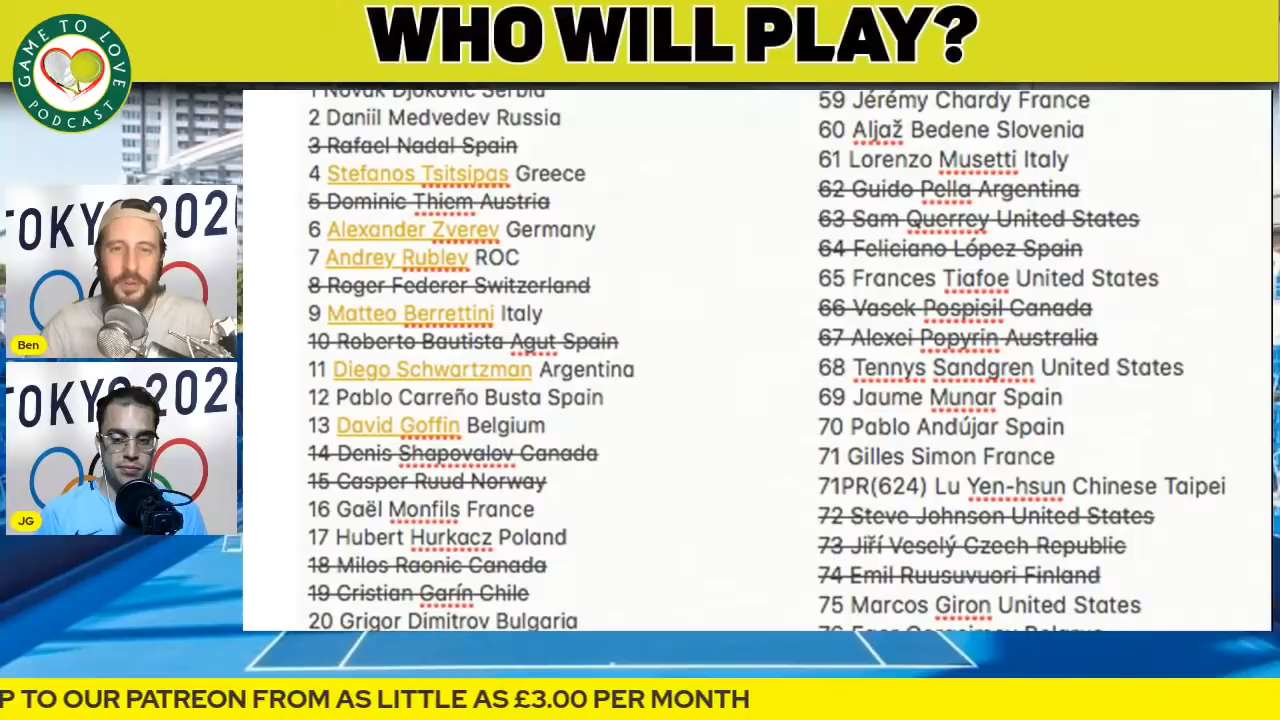 WHO WILL PLAY?
GAME TO LOVE
PODCAST
TOKYO 2020
Ben
TOKYO 2020
JG
1 Novak Djokovic Serbia
2 Daniil Medvedev Russia
3 Rafael Nadal Spain
4 Stefanos Tsitsipas Greece
5 Dominic Thiem Austria
6 Alexander Zverev Germany
7 Andrey Rublev ROC
8 Roger Federer Switzerland
9 Matteo Berrettini Italy
10 Roberto Bautista Agut Spain
11 Diego Schwartzman Argentina
12 Pablo Carreño Busta Spain
13 David Goffin Belgium
14 Denis Shapovalov Canada
15 Casper Ruud Norway
16 Gaël Monfils France
17 Hubert Hurkacz Poland
18 Milos Raonic Canada
19 Cristian Garín Chile
20 Grigor Dimitrov Bulgaria
59 Jérémy Chardy France
60 Aljaž Bedene Slovenia
61 Lorenzo Musetti Italy
62 Guido Pella Argentina
63 Sam Querrey United States
64 Feliciano López Spain
65 Frances Tiafoe United States
66 Vasek Pospisil Canada
67 Alexei Popyrin Australia
68 Tennys Sandgren United States
69 Jaume Munar Spain
70 Pablo Andújar Spain
71 Gilles Simon France
71PR(624) Lu Yen-hsun Chinese Taipei
72 Steve Johnson United States
73 Jiří Veselý Czech Republic
74 Emil Ruusuvuori Finland
75 Marcos Giron United States
P TO OUR PATREON FROM AS LITTLE AS £3.00 PER MONTH